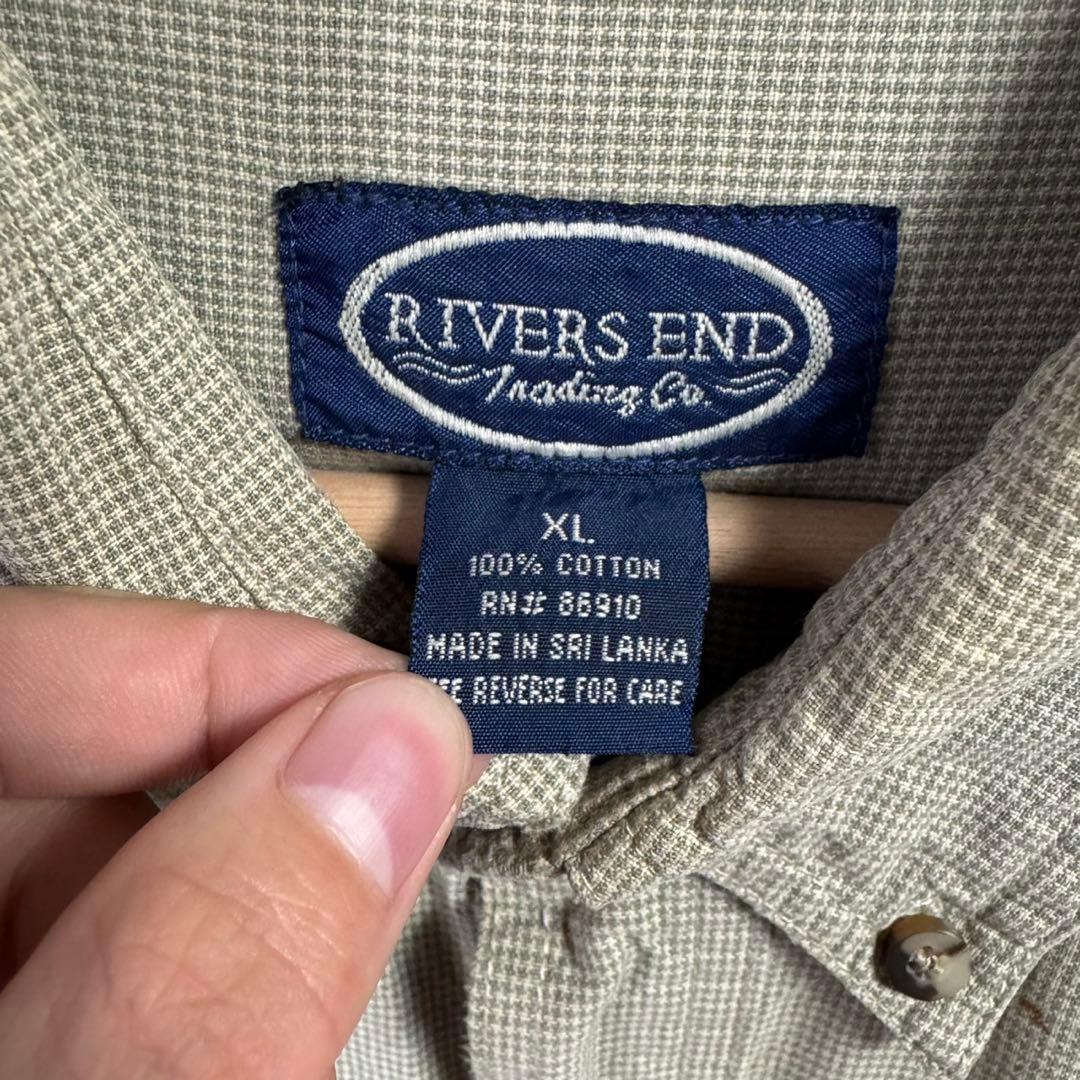 RIVERS END
Trading Co.
XL
100% COTTON
RN# 86910
MADE IN SRI LANKA
REVERSE FOR CARE